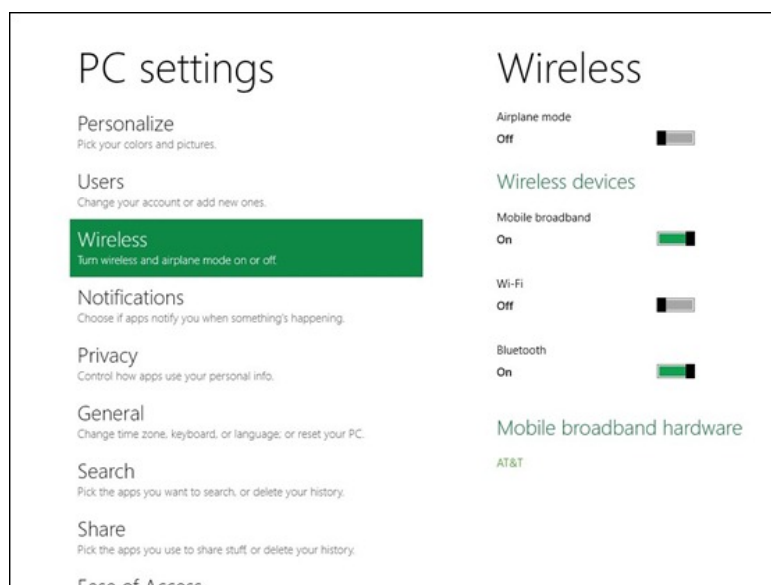 PC settings
Personalize
Pick your colors and pictures.
Users
Change your account or add new ones.
Wireless
Turn wireless and airplane mode on or off.
Notifications
Choose if apps notify you when something's happening.
Privacy
Control how apps use your personal info.
General
Change time zone, keyboard, or language; or reset your PC.
Search
Pick the apps you want to search, or delete your history.
Share
Pick the apps you use to share stuff, or delete your history.
Ease of Access
Wireless
Airplane mode
Off
Wireless devices
Mobile broadband
On
Wi-Fi
Off
Bluetooth
On
Mobile broadband hardware
AT&T